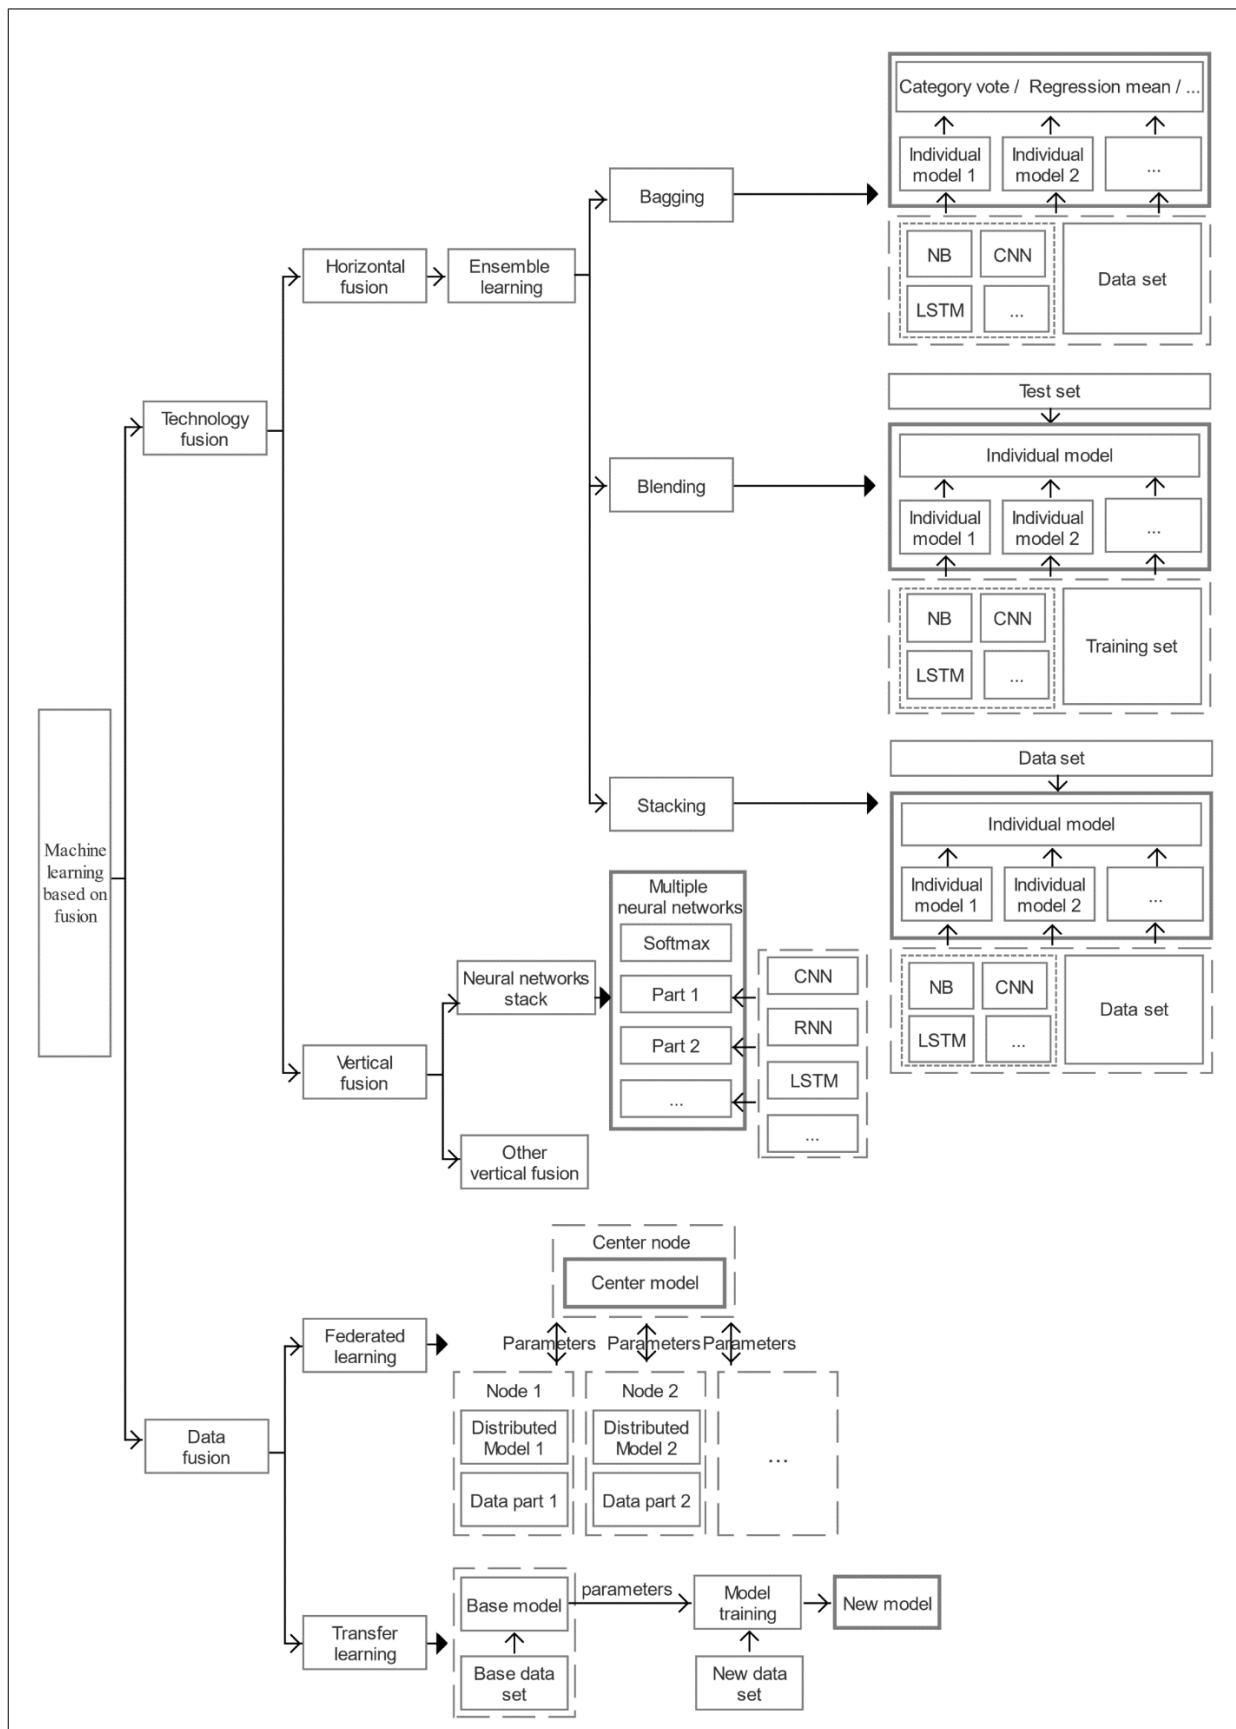 Category vote / Regression mean / ...
Individual
model 1
Individual
model 2
...
Bagging
NB
CNN
LSTM
...
Data set
Horizontal
fusion
Ensemble
learning
Test set
Technology
fusion
Individual model
Blending
Individual
model 1
Individual
model 2
...
NB
CNN
LSTM
...
Training set
Data set
Stacking
Individual model
Individual
model 1
Individual
model 2
...
NB
CNN
LSTM
...
Data set
Machine
learning
based on
fusion
Multiple
neural networks
Softmax
Part 1
Part 2
...
Neural networks
stack
CNN
RNN
LSTM
...
Vertical
fusion
Other
vertical fusion
Center node
Center model
Federated
learning
Parameters
Parameters
Parameters
Node 1
Distributed
Model 1
Data part 1
Node 2
Distributed
Model 2
Data part 2
...
Data
fusion
Transfer
learning
Base model
parameters
Model
training
New model
Base data
set
New data
set